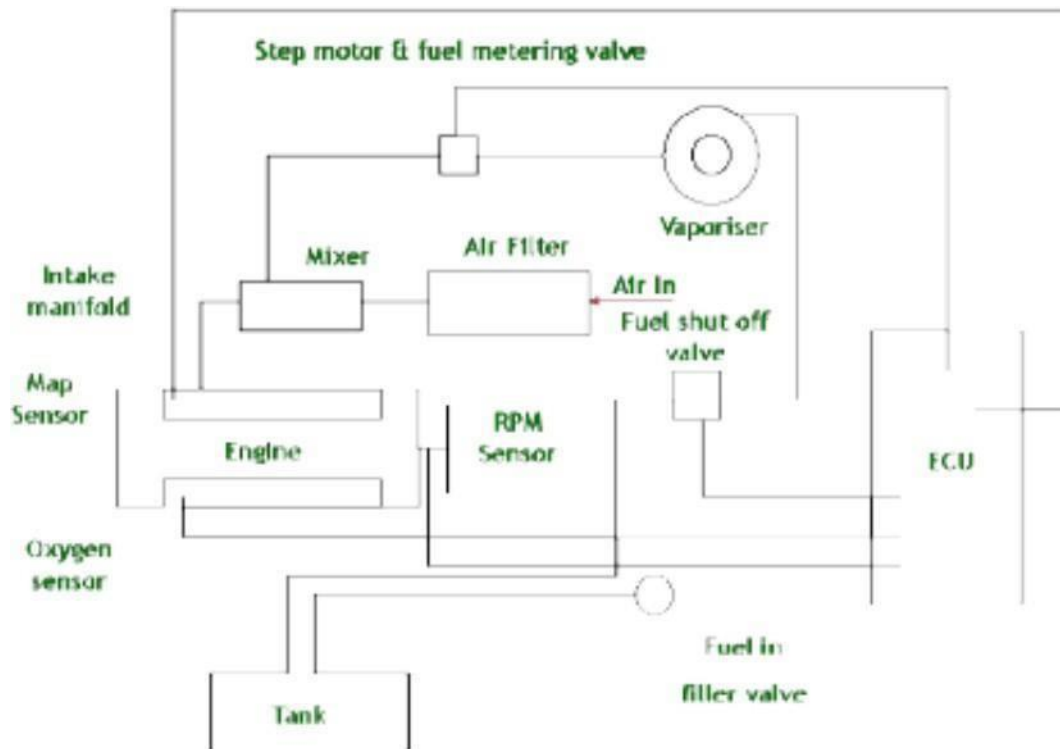 Step motor & fuel metering valve
Vaporiser
Mixer
Air Filter
Intake
manifold
Air in
Fuel shut off
valve
Map
Sensor
RPM
Sensor
Engine
ECU
Oxygen
sensor
Fuel in
filler valve
Tank